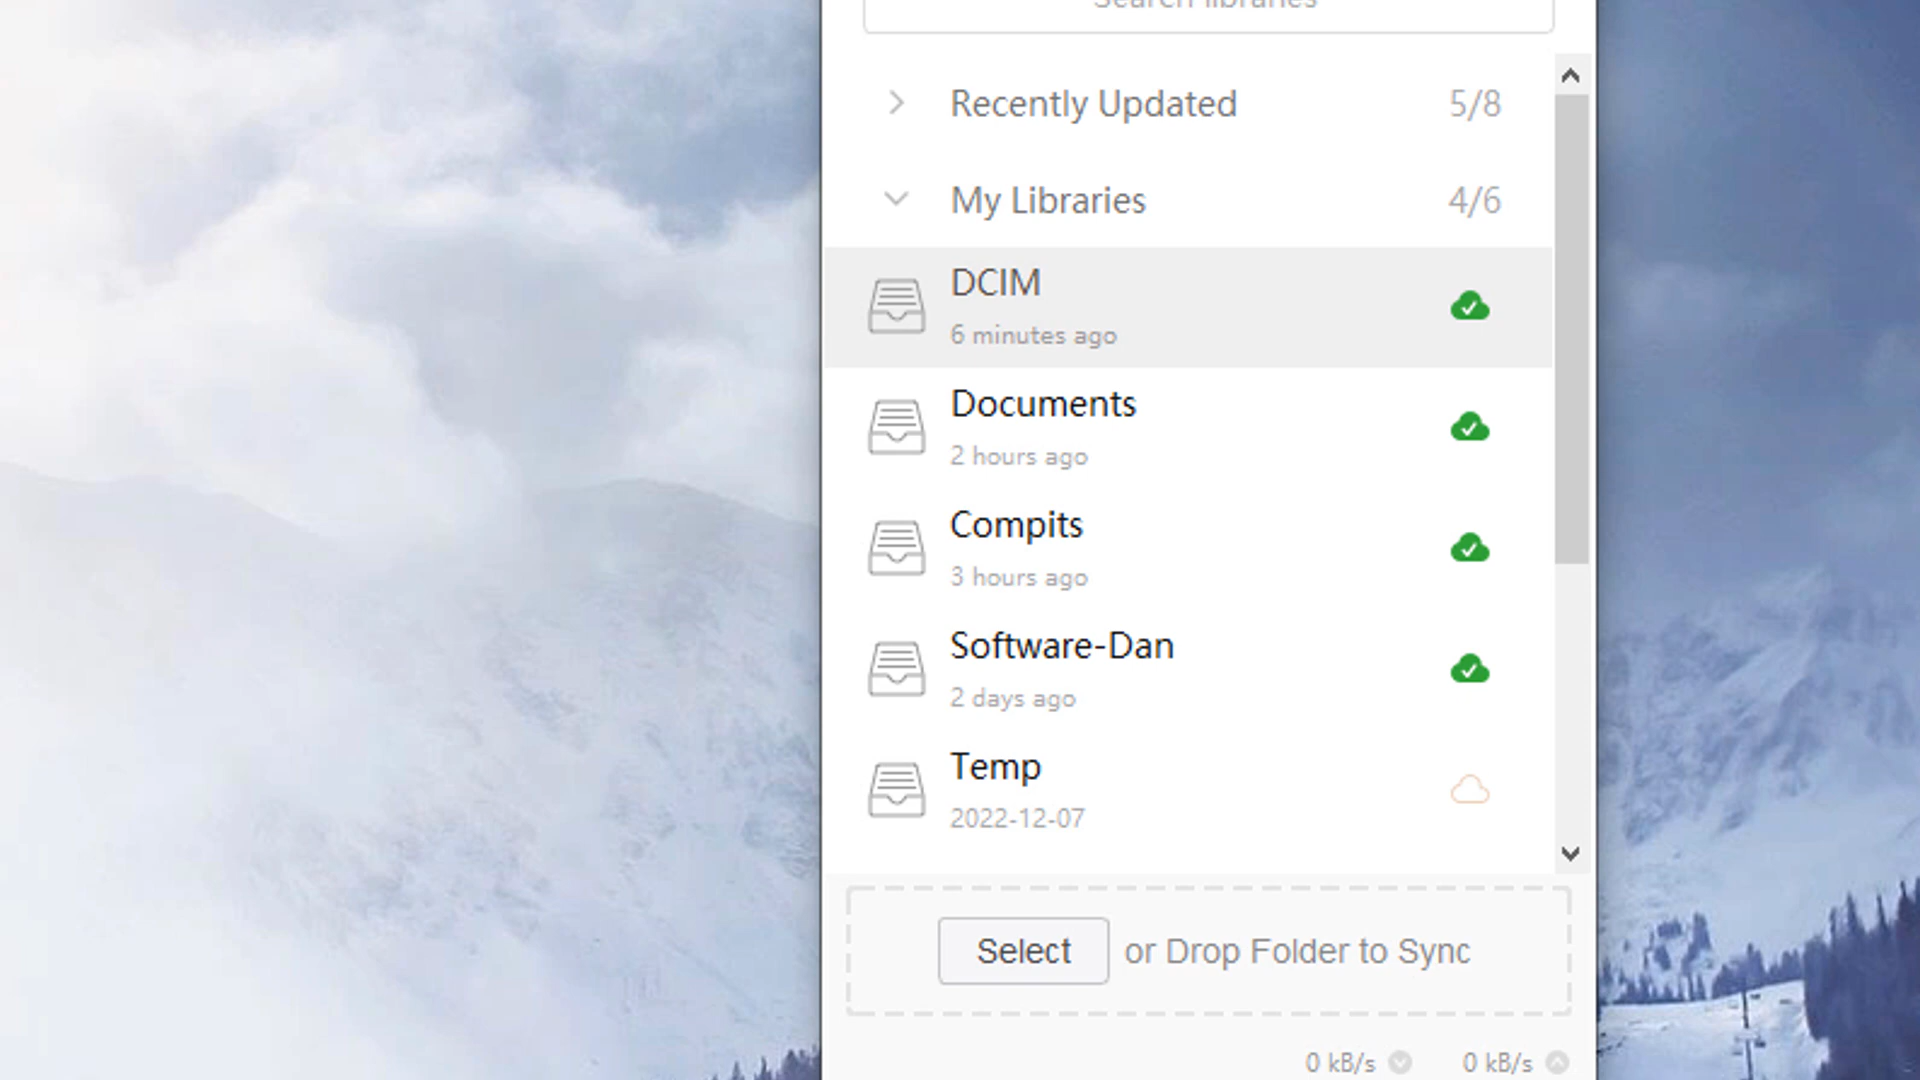 Search libraries
Recently Updated 5/8
My Libraries 4/6
DCIM
6 minutes ago
Documents
2 hours ago
Compits
3 hours ago
Software-Dan
2 days ago
Temp
2022-12-07
Select or Drop Folder to Sync
0 kB/s 0 kB/s